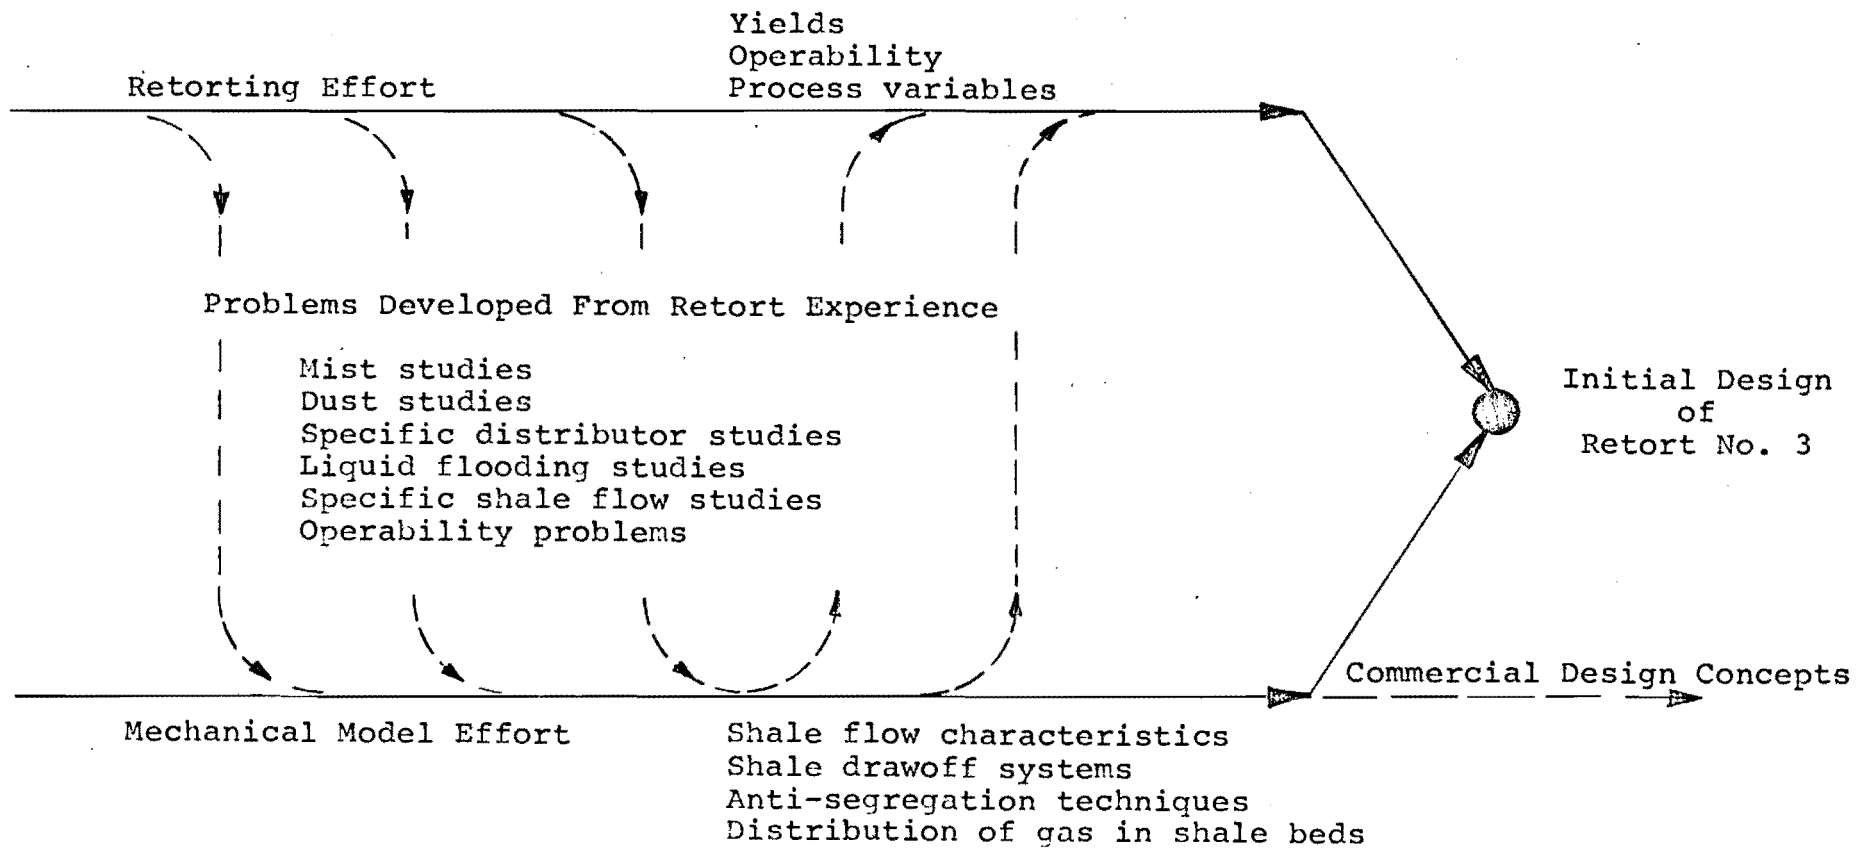 Yields
Operability
Process variables
Retorting Effort
Problems Developed From Retort Experience
Mist studies
Dust studies
Specific distributor studies
Liquid flooding studies
Specific shale flow studies
Operability problems
Initial Design
of
Retort No. 3
Commercial Design Concepts
Mechanical Model Effort
Shale flow characteristics
Shale drawoff systems
Anti-segregation techniques
Distribution of gas in shale beds